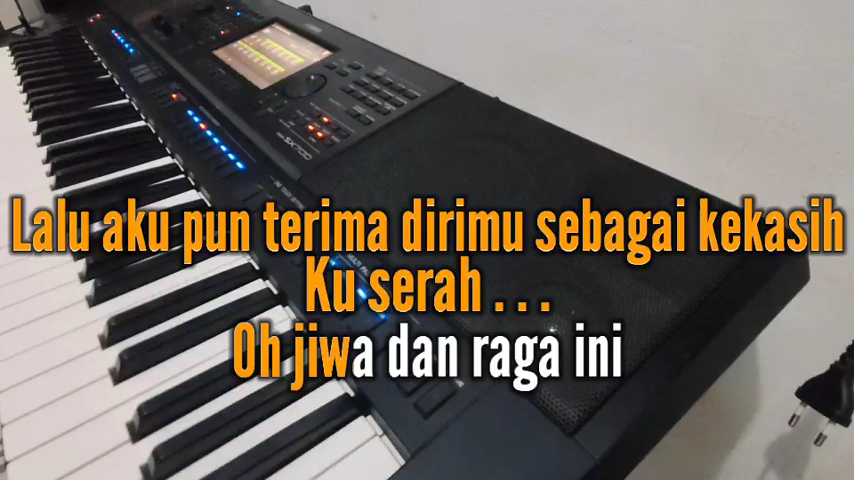 Lalu aku pun terima dirimu sebagai kekasih
Ku serah . . .
Oh jiwa dan raga ini